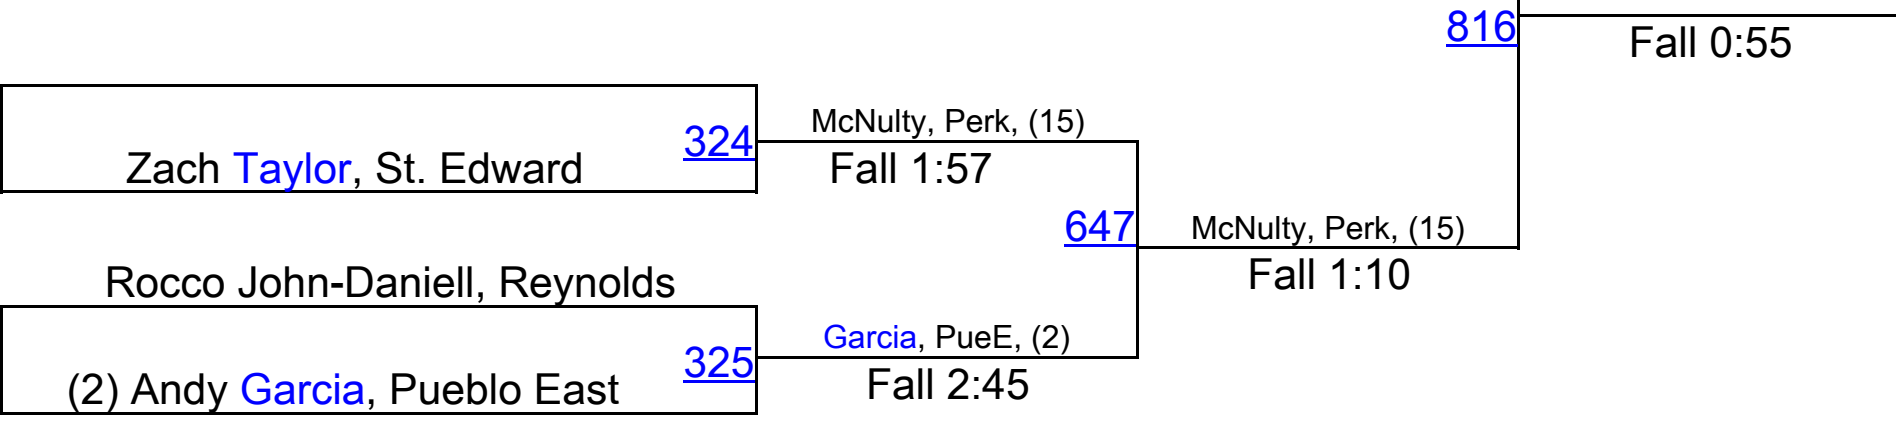 816
Fall 0:55
McNulty, Perk, (15)
324
Zach Taylor, St. Edward
Fall 1:57
647
McNulty, Perk, (15)
Fall 1:10
Rocco John-Daniell, Reynolds
Garcia, PueE, (2)
325
(2) Andy Garcia, Pueblo East
Fall 2:45